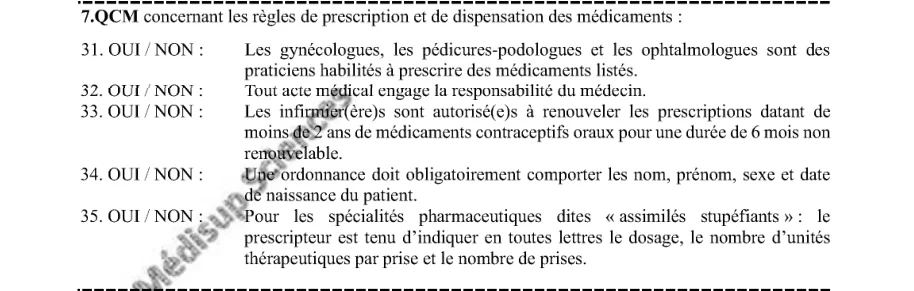 7.QCM concernant les règles de prescription et de dispensation des médicaments :
31. OUI / NON : Les gynécologues, les pédicures-podologues et les ophtalmologues sont des
praticiens habilités à prescrire des médicaments listés.
32. OUI / NON : Tout acte médical engage la responsabilité du médecin.
33. OUI / NON : Les infirmier(ère)s sont autorisé(e)s à renouveler les prescriptions datant de
moins de 2 ans de médicaments contraceptifs oraux pour une durée de 6 mois non
renouvelable.
34. OUI / NON : Une ordonnance doit obligatoirement comporter les nom, prénom, sexe et date
de naissance du patient.
35. OUI / NON : Pour les spécialités pharmaceutiques dites « assimilés stupéfiants » : le
prescripteur est tenu d'indiquer en toutes lettres le dosage, le nombre d'unités
thérapeutiques par prise et le nombre de prises.
Médisup Sciences